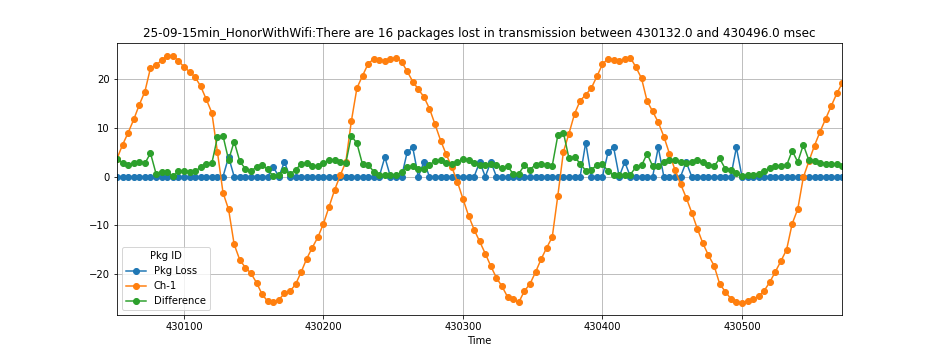 25-09-15min_HonorWithWifi:There are 16 packages lost in transmission between 430132.0 and 430496.0 msec
20
10
0
−10
−20
Pkg ID
Pkg Loss
Ch-1
Difference
430100 430200 430300 430400 430500
Time